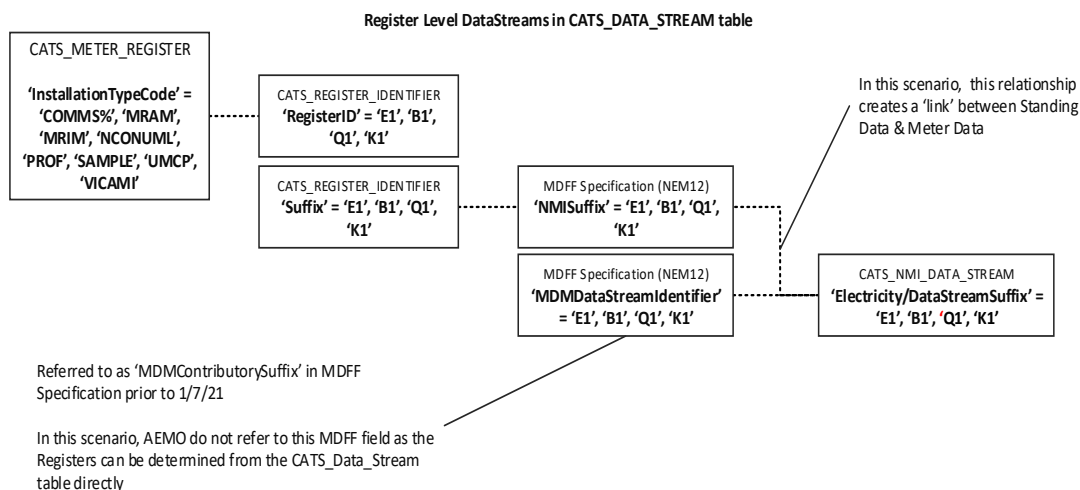 Register Level DataStreams in CATS_DATA_STREAM table
CATS_METER_REGISTER
‘InstallationTypeCode’ =
‘COMMS%’, ‘MRAM’,
‘MRIM’, ‘NCONUML’,
‘PROF’, ‘SAMPLE’, ‘UMCP’,
‘VICAMI’
CATS_REGISTER_IDENTIFIER
‘RegisterID’ = ‘E1’, ‘B1’,
‘Q1’, ‘K1’
CATS_REGISTER_IDENTIFIER
‘Suffix’ = ‘E1’, ‘B1’, ‘Q1’,
‘K1’
MDFF Specification (NEM12)
‘NMISuffix’ = ‘E1’, ‘B1’, ‘Q1’,
‘K1’
MDFF Specification (NEM12)
‘MDMDataStreamIdentifier’
= ‘E1’, ‘B1’, ‘Q1’, ‘K1’
In this scenario, this relationship
creates a ‘link’ between Standing
Data & Meter Data
CATS_NMI_DATA_STREAM
‘Electricity/DataStreamSuffix’ =
‘E1’, ‘B1’, ‘Q1’, ‘K1’
Referred to as ‘MDMContributorySuffix’ in MDFF
Specification prior to 1/7/21
In this scenario, AEMO do not refer to this MDFF field as the
Registers can be determined from the CATS_Data_Stream
table directly